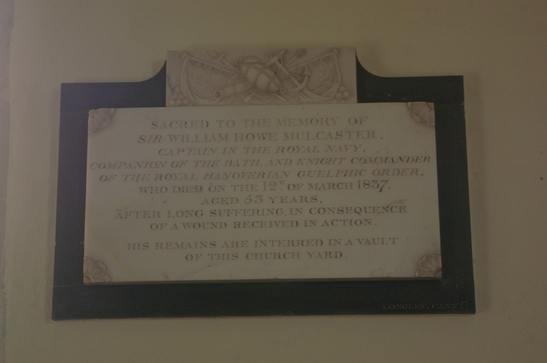 SACRED TO THE MEMORY OF
SIR WILLIAM HOWE MULCASTER,
CAPTAIN IN THE ROYAL NAVY,
COMPANION OF THE BATH, AND KNIGHT COMMANDER
OF THE ROYAL HANOVERIAN GUELPHIC ORDER,
WHO DIED ON THE 12TH OF MARCH 1837,
AGED 53 YEARS,
AFTER LONG SUFFERING, IN CONSEQUENCE
OF A WOUND RECEIVED IN ACTION.
HIS REMAINS ARE INTERRED IN A VAULT
OF THIS CHURCH YARD.